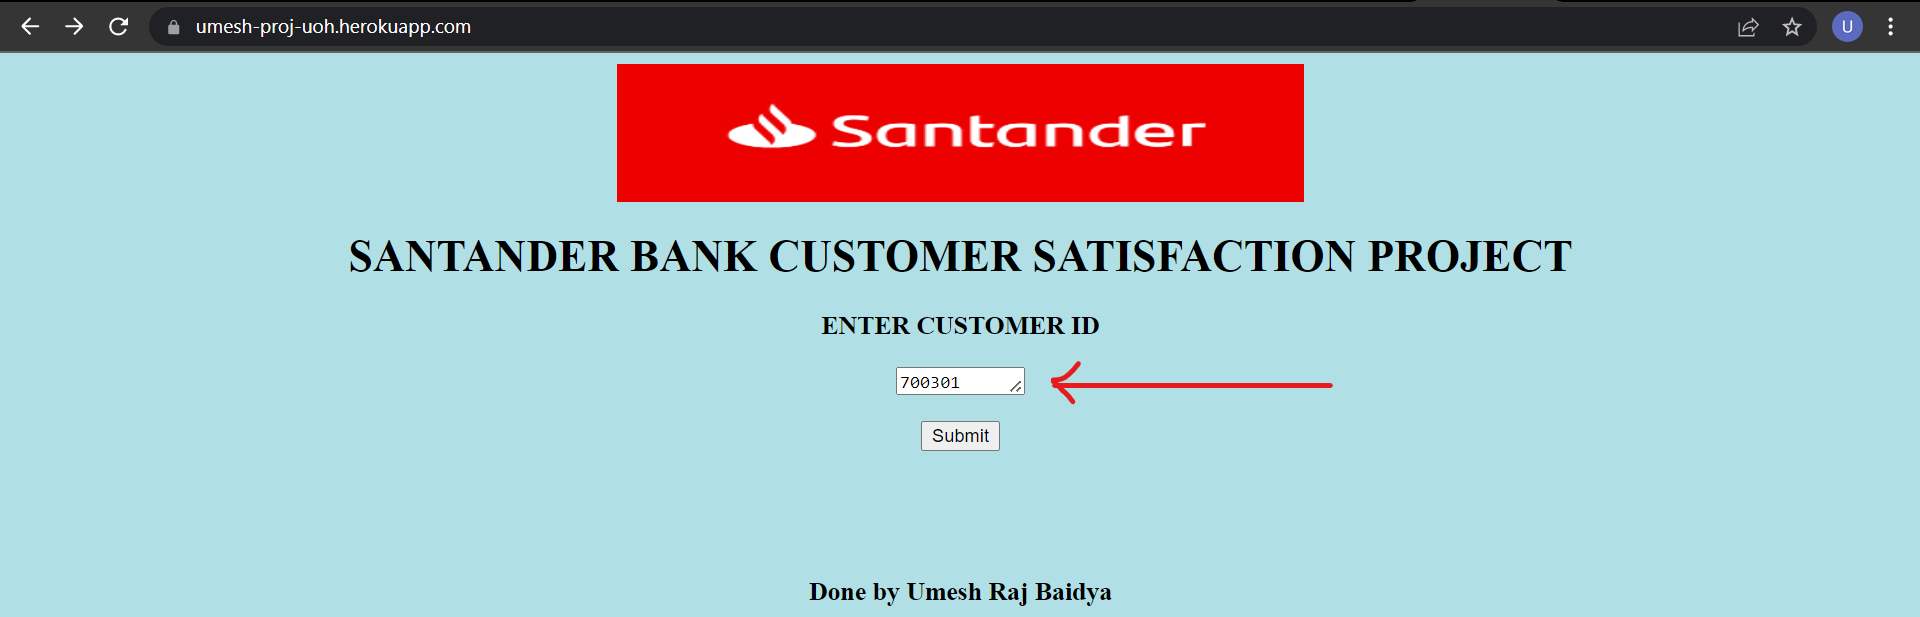 umesh-proj-uoh.herokuapp.com
U
Santander
SANTANDER BANK CUSTOMER SATISFACTION PROJECT
ENTER CUSTOMER ID
700301
Submit
Done by Umesh Raj Baidya